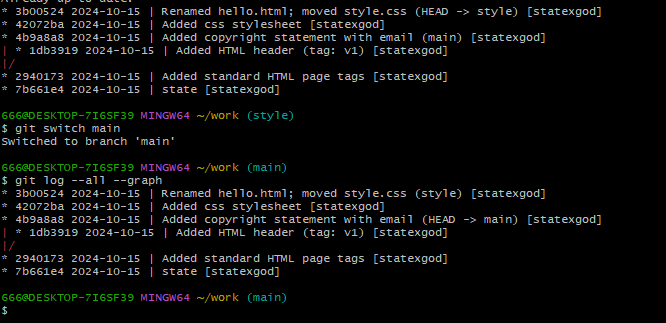 Already up to date.
* 3b00524 2024-10-15 | Renamed hello.html; moved style.css (HEAD -> style) [statexgod]
* 42072ba 2024-10-15 | Added css stylesheet [statexgod]
* 4b9a8a8 2024-10-15 | Added copyright statement with email (main) [statexgod]
| * 1db3919 2024-10-15 | Added HTML header (tag: v1) [statexgod]
|/
* 2940173 2024-10-15 | Added standard HTML page tags [statexgod]
* 7b661e4 2024-10-15 | state [statexgod]
666@DESKTOP-7I6SF39 MINGW64 ~/work (style)
$ git switch main
Switched to branch 'main'
666@DESKTOP-7I6SF39 MINGW64 ~/work (main)
$ git log --all --graph
* 3b00524 2024-10-15 | Renamed hello.html; moved style.css (style) [statexgod]
* 42072ba 2024-10-15 | Added css stylesheet [statexgod]
* 4b9a8a8 2024-10-15 | Added copyright statement with email (HEAD -> main) [statexgod]
| * 1db3919 2024-10-15 | Added HTML header (tag: v1) [statexgod]
|/
* 2940173 2024-10-15 | Added standard HTML page tags [statexgod]
* 7b661e4 2024-10-15 | state [statexgod]
666@DESKTOP-7I6SF39 MINGW64 ~/work (main)
$